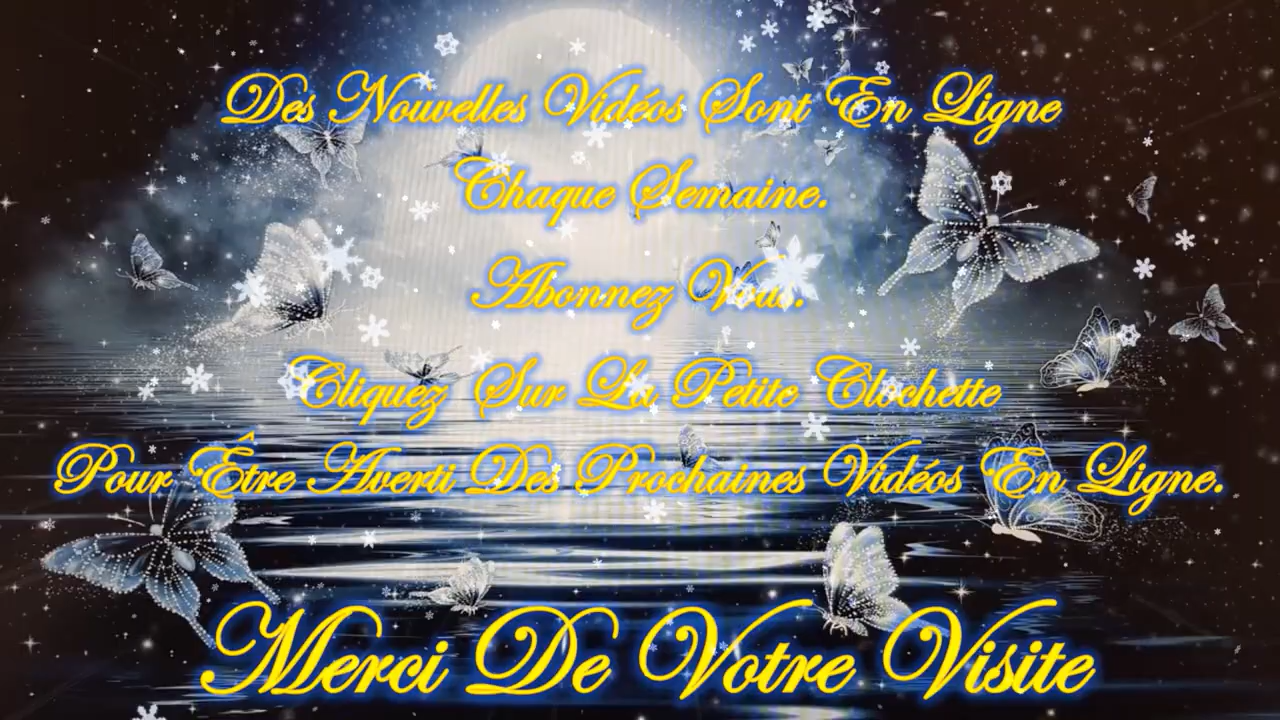 Des Nouvelles Vidéos Sont En Ligne
Chaque Semaine.
Abonnez Vous.
Cliquez Sur La Petite Clochette
Pour Être Averti Des Prochaines Vidéos En Ligne.
Merci De Votre Visite